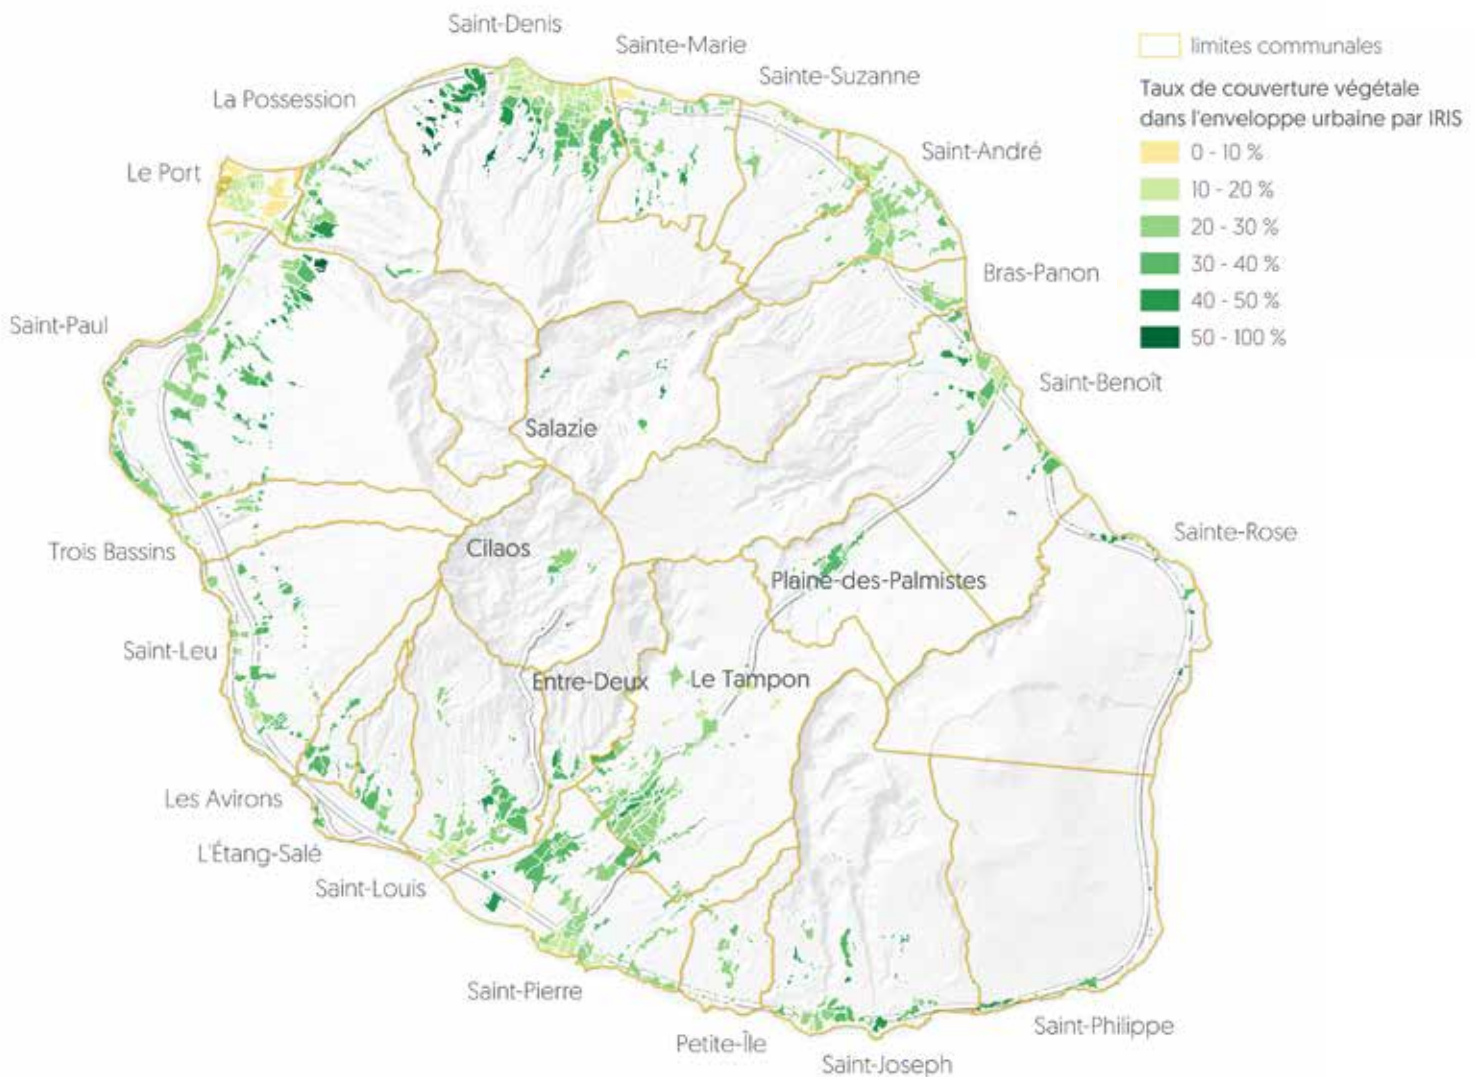 Saint-Denis
Sainte-Marie
Sainte-Suzanne
La Possession
Le Port
Saint-André
Bras-Panon
Saint-Paul
Saint-Benoît
Salazie
Trois Bassins
Cilaos
Sainte-Rose
Plaine-des-Palmistes
Saint-Leu
Entre-Deux
Le Tampon
Les Avirons
L'Étang-Salé
Saint-Louis
Saint-Pierre
Petite-Île
Saint-Joseph
Saint-Philippe
limites communales
Taux de couverture végétale
dans l'enveloppe urbaine par IRIS
0 - 10 %
10 - 20 %
20 - 30 %
30 - 40 %
40 - 50 %
50 - 100 %